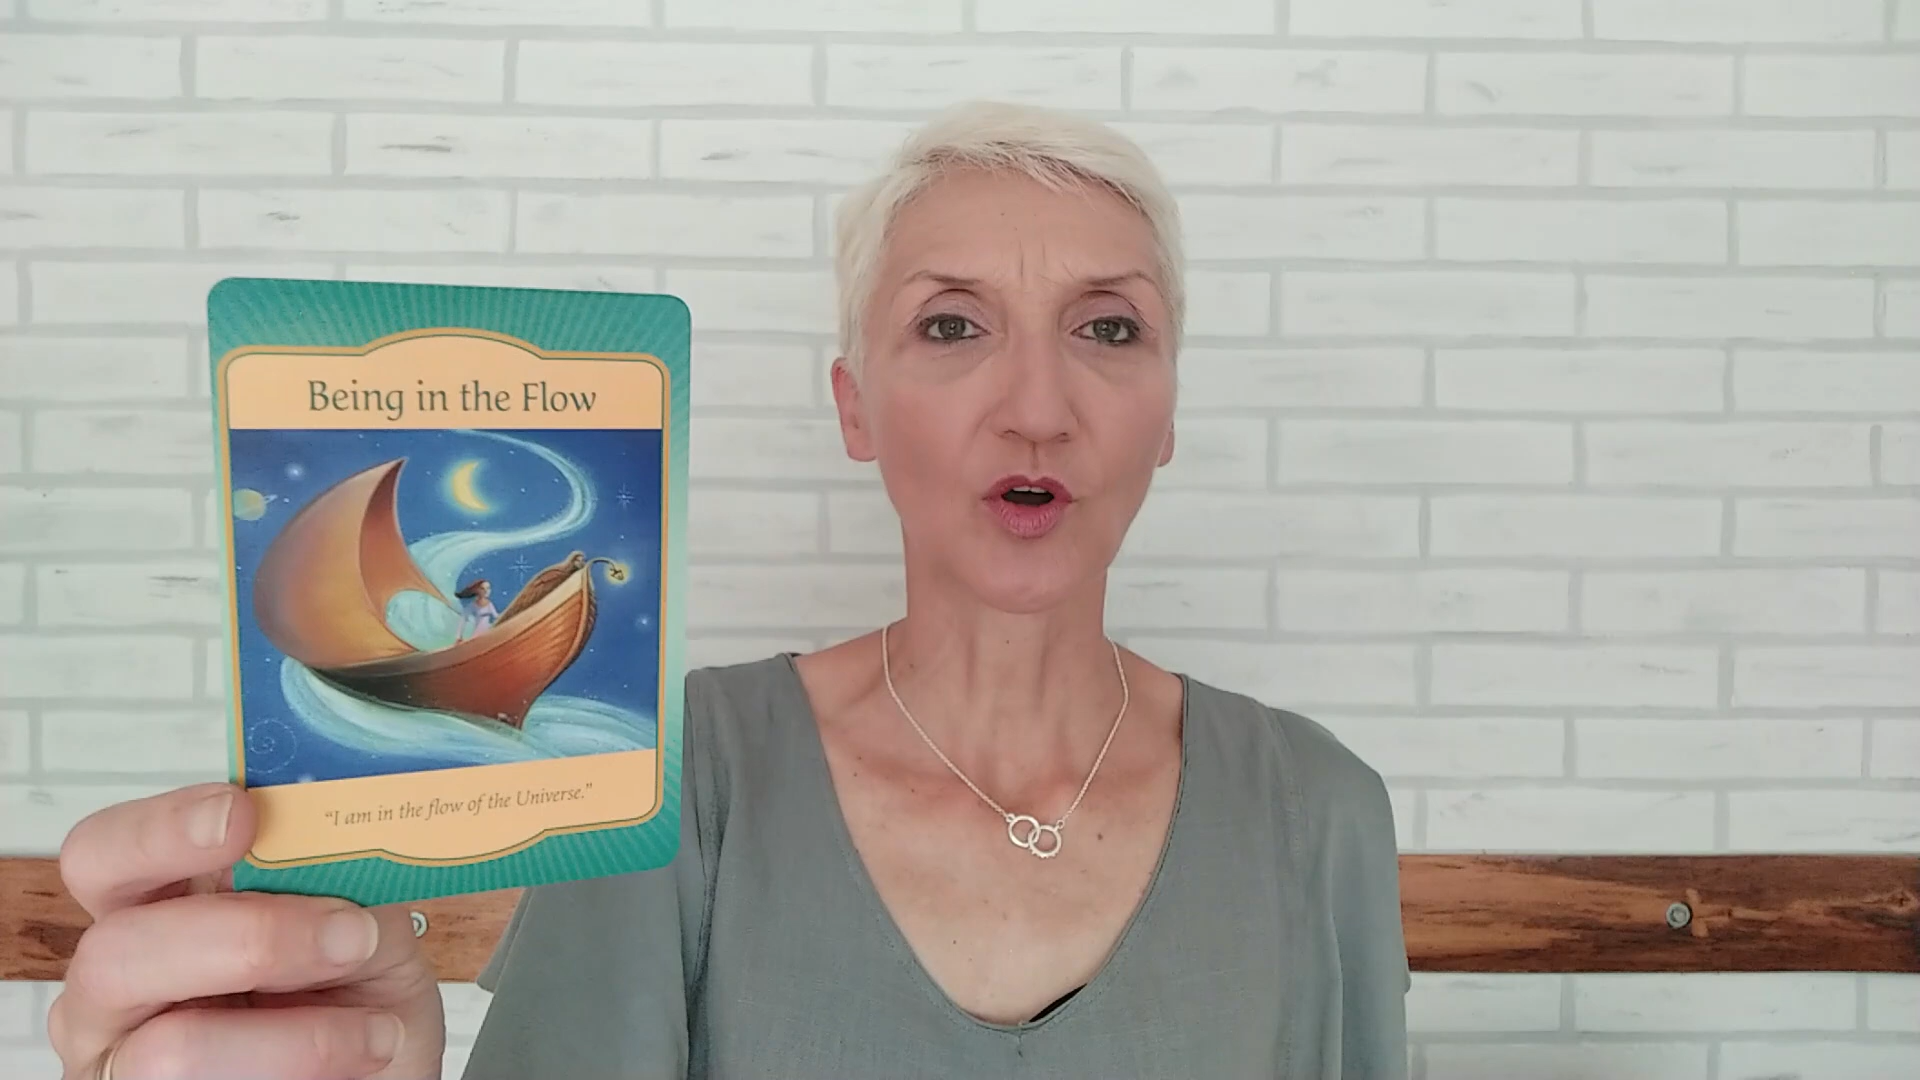 Being in the Flow
“I am in the flow of the Universe.”